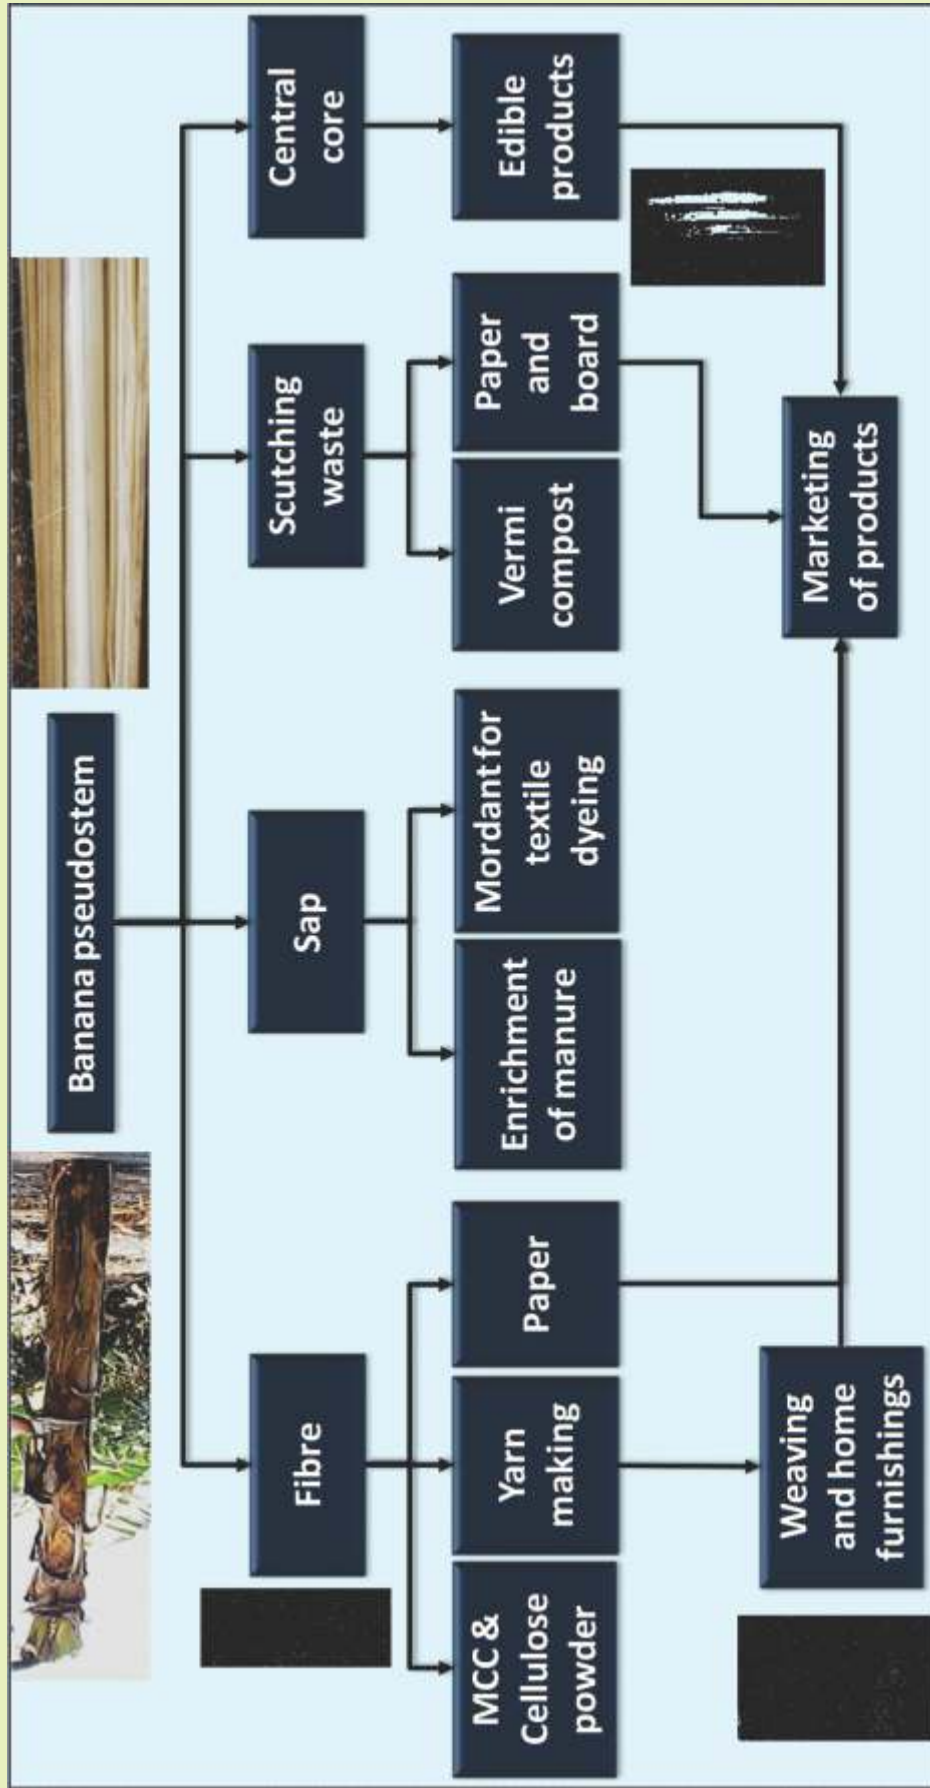 Banana pseudostem
Fibre
Sap
Scutching
waste
Central
core
MCC &
Cellulose
powder
Yarn
making
Paper
Enrichment
of manure
Mordant for
textile
dyeing
Vermi
compost
Paper
and
board
Edible
products
Weaving
and home
furnishings
Marketing
of products